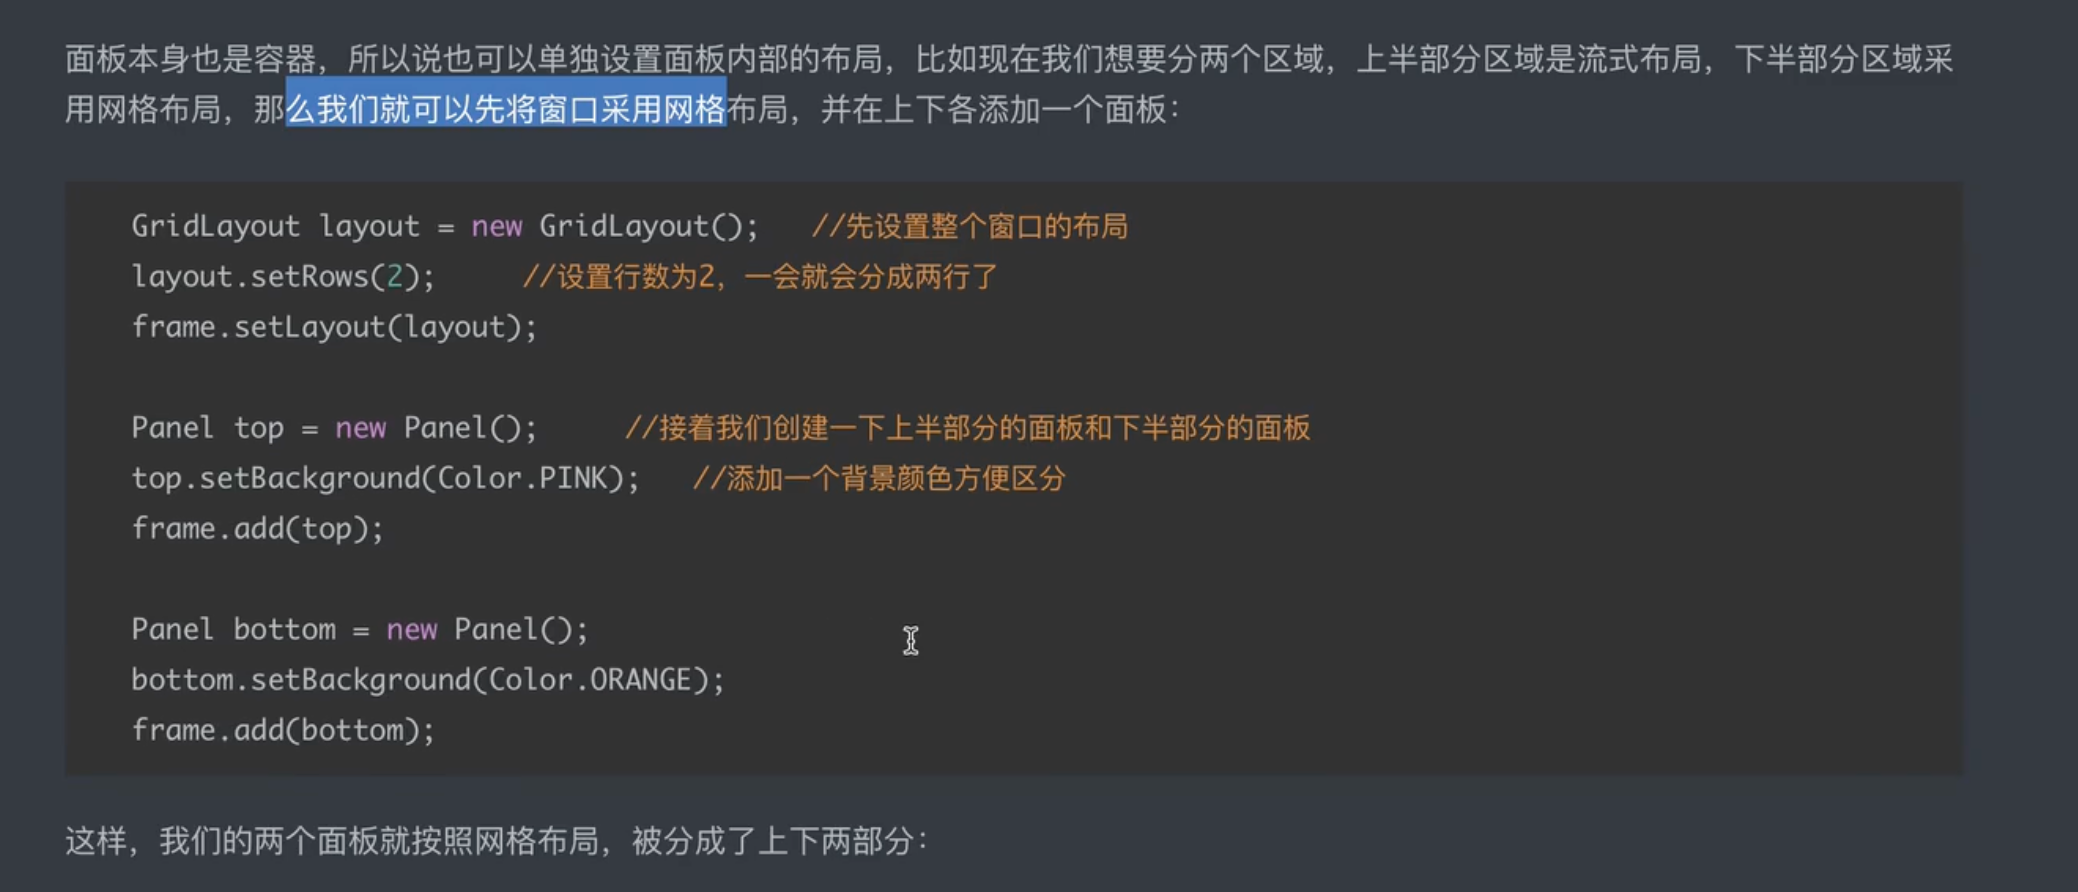 面板本身也是容器，所以说也可以单独设置面板内部的布局，比如现在我们想要分两个区域，上半部分区域是流式布局，下半部分区域采
用网格布局，那么我们就可以先将窗口采用网格布局，并在上下各添加一个面板：
GridLayout layout = new GridLayout();   //先设置整个窗口的布局
layout.setRows(2);     //设置行数为2，一会就会分成两行了
frame.setLayout(layout);
Panel top = new Panel();     //接着我们创建一下上半部分的面板和下半部分的面板
top.setBackground(Color.PINK);   //添加一个背景颜色方便区分
frame.add(top);
Panel bottom = new Panel();
bottom.setBackground(Color.ORANGE);
frame.add(bottom);
这样，我们的两个面板就按照网格布局，被分成了上下两部分：